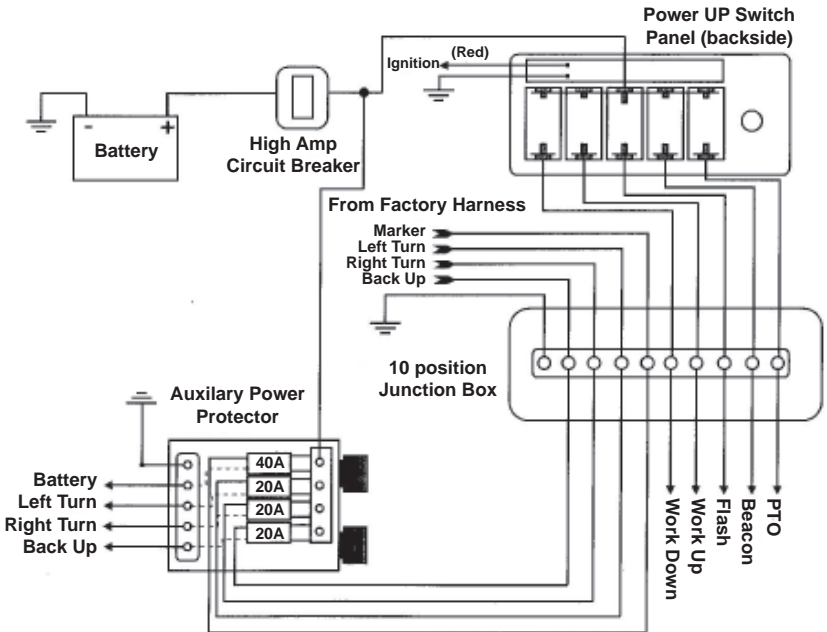 Power UP Switch
Panel (backside)
(Red)
Ignition
- +
Battery
High Amp
Circuit Breaker
From Factory Harness
Marker
Left Turn
Right Turn
Back Up
10 position
Junction Box
Auxilary Power
Protector
40A
20A
20A
20A
Battery
Left Turn
Right Turn
Back Up
Work Down
Work Up
Flash
Beacon
PTO